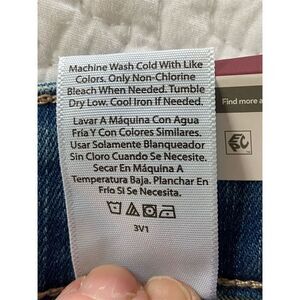 Machine Wash Cold With Like
Colors. Only Non-Chlorine
Bleach When Needed. Tumble
Dry Low. Cool Iron If Needed.
Lavar A Máquina Con Agua
Fría Y Con Colores Similares.
Usar Solamente Blanqueador
Sin Cloro Cuando Se Necesite.
Secar En Máquina A
Temperatura Baja. Planchar En
Frío Si Se Necesita.
3V1
Find more a